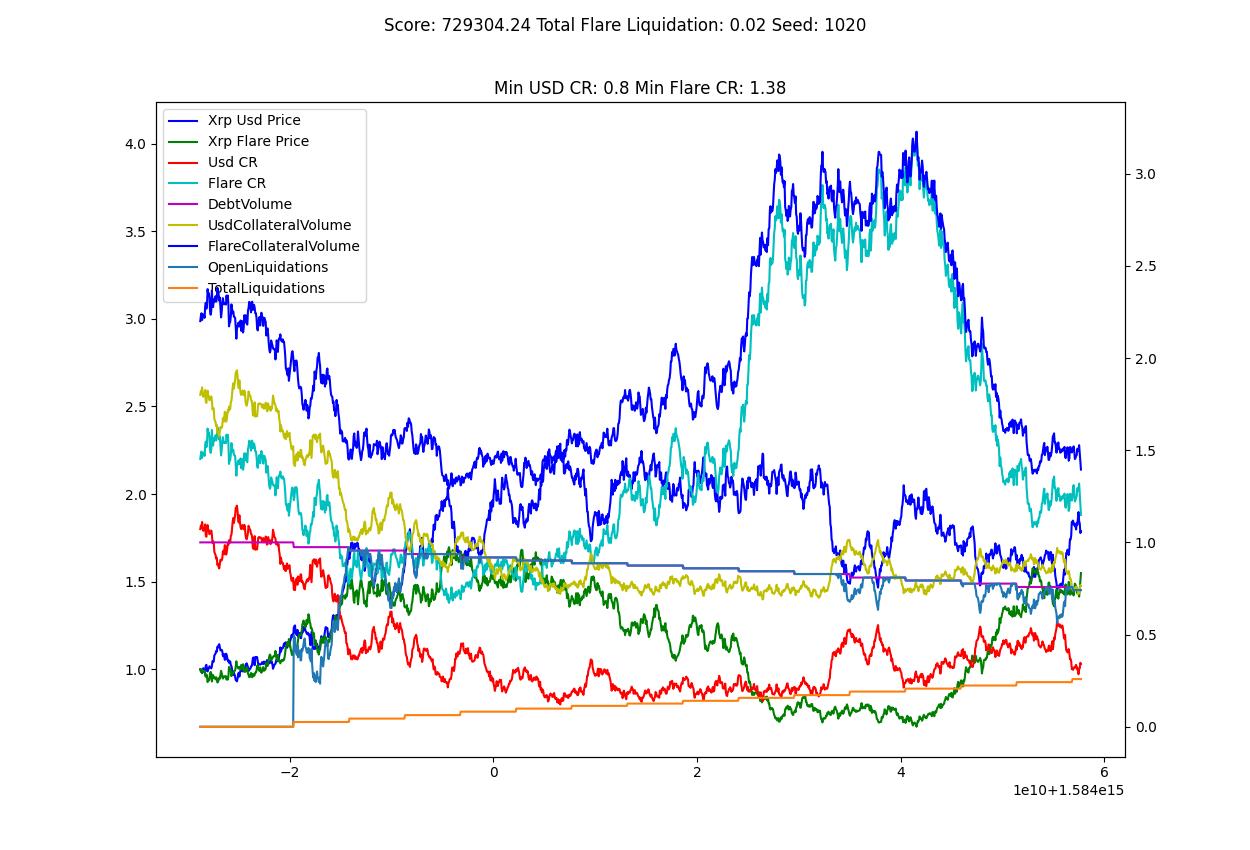 Score: 729304.24 Total Flare Liquidation: 0.02 Seed: 1020
Min USD CR: 0.8 Min Flare CR: 1.38
Xrp Usd Price
Xrp Flare Price
Usd CR
Flare CR
DebtVolume
UsdCollateralVolume
FlareCollateralVolume
OpenLiquidations
TotalLiquidations
4.0
3.5
3.0
2.5
2.0
1.5
1.0
3.0
2.5
2.0
1.5
1.0
0.5
0.0
−2 0 2 4 6
1e10+1.584e15